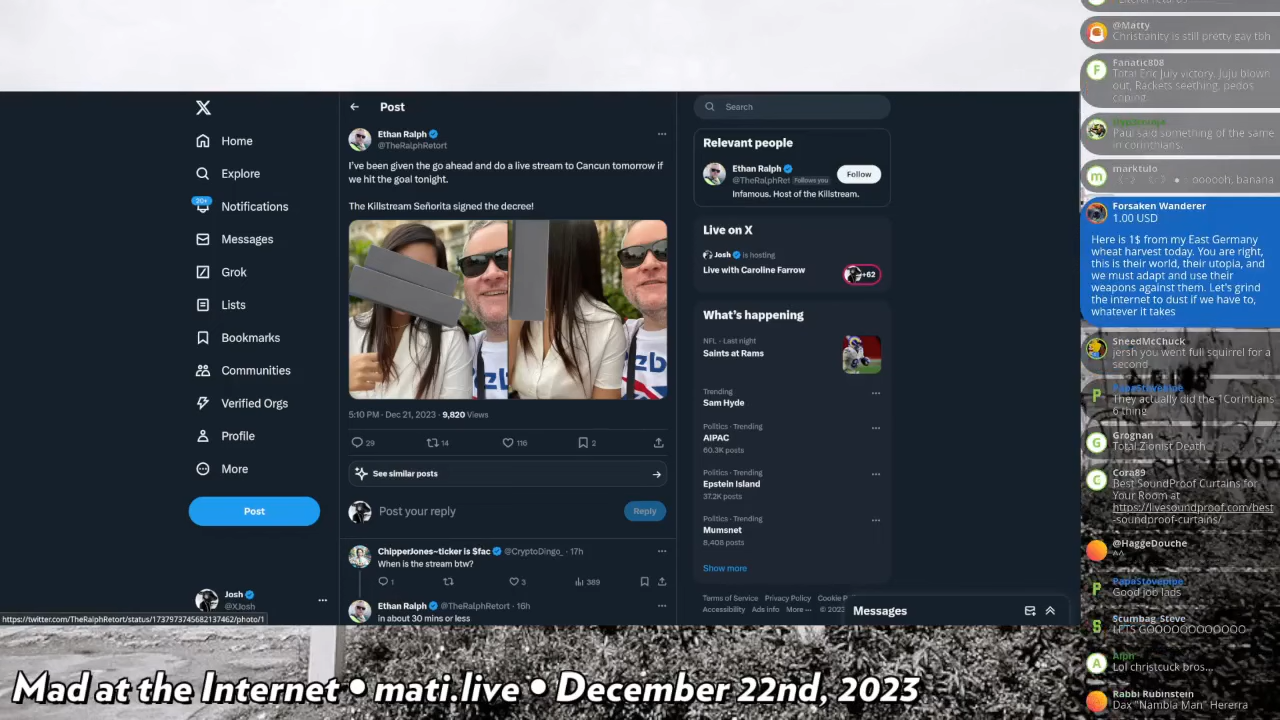 Post
Search
Home
Explore
20+
Notifications
Messages
Grok
Lists
Bookmarks
Communities
Verified Orgs
Profile
More
Post
Josh
@XJosh
https://twitter.com/TheRalphRetort/status/1737973745682137462/photo/1
Ethan Ralph
@TheRalphRetort
I've been given the go ahead and do a live stream to Cancun tomorrow if
we hit the goal tonight.
The Killstream Señorita signed the decree!
5:10 PM · Dec 21, 2023 · 9,820 Views
29
14
116
2
See similar posts
Post your reply
Reply
ChipperJones~ticker is $fac @CryptoDingo_ · 17h
When is the stream btw?
1
3
389
Ethan Ralph @TheRalphRetort · 16h
in about 30 mins or less
Relevant people
Ethan Ralph
@TheRalphRet Follows you
Follow
Infamous. Host of the Killstream.
Live on X
Josh is hosting
Live with Caroline Farrow
+62
What's happening
NFL · Last night
Saints at Rams
Trending
Sam Hyde
Politics · Trending
AIPAC
60.3K posts
Politics · Trending
Epstein Island
37.2K posts
Politics · Trending
Mumsnet
8,408 posts
Show more
Terms of Service Privacy Policy Cookie P
Accessibility Ads info More ··· © 202
Messages
@Matty
Christianity is still pretty gay tbh
Fanatic808
Total Eric July victory. Juju blown
out, Rackets seething, pedos
coping.
Paul said something of the same
in corinthians.
marktulo
oooooh, banana
Forsaken Wanderer
1.00 USD
Here is 1$ from my East Germany
wheat harvest today. You are right,
this is their world, their utopia, and
we must adapt and use their
weapons against them. Let's grind
the internet to dust if we have to,
whatever it takes
SneedMcChuck
jersh you went full squirrel for a
second
PapaStovepipe
They actually did the 1Corintians
6 thing
Grognan
Total Zionist Death
Cora89
Best SoundProof Curtains for
Your Room at
https://livesoundproof.com/best
-soundproof-curtains/
@HaggeDouche
^^
PapaStovepipe
Good job lads
Scumbag Steve
LETS GOOOOOOOOOOOO
Alph
Lol christcuck bros...
Rabbi Rubinstein
Dax "Nambla Man" Hererra
Mad at the Internet • mati.live • December 22nd, 2023